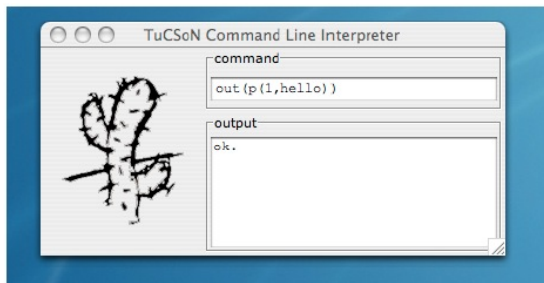 TuCSoN Command Line Interpreter
command
out(p(1,hello))
output
ok.